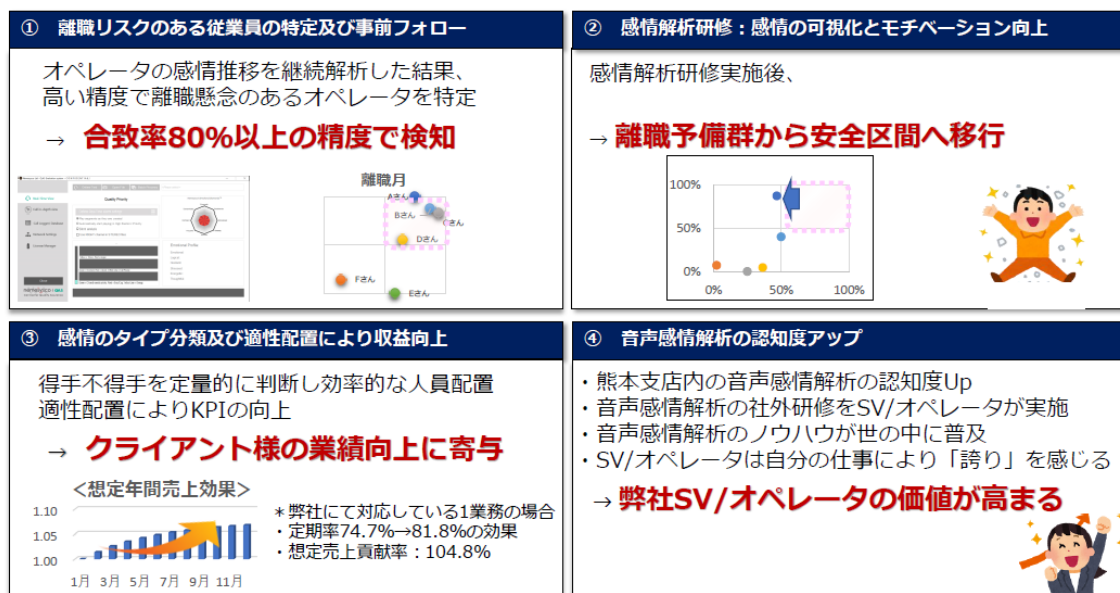 ① 離職リスクのある従業員の特定及び事前フォロー
オペレータの感情推移を継続解析した結果、
高い精度で離職懸念のあるオペレータを特定
→ 合致率80%以上の精度で検知
Quality Priority
Emotional Profile
離職月
Aさん
Bさん
Cさん
Dさん
Fさん
Eさん
② 感情解析研修：感情の可視化とモチベーション向上
感情解析研修実施後、
→ 離職予備群から安全区間へ移行
100%
50%
0%
0% 50% 100%
③ 感情のタイプ分類及び適性配置により収益向上
得手不得手を定量的に判断し効率的な人員配置
適性配置によりKPIの向上
→ クライアント様の業績向上に寄与
＜想定年間売上効果＞
1.10
1.05
1.00
1月 3月 5月 7月 9月 11月
＊弊社にて対応している1業務の場合
・定期率74.7%→81.8%の効果
・想定売上貢献率：104.8%
④ 音声感情解析の認知度アップ
・熊本支店内の音声感情解析の認知度Up
・音声感情解析の社外研修をSV/オペレータが実施
・音声感情解析のノウハウが世の中に普及
・SV/オペレータは自分の仕事により「誇り」を感じる
→ 弊社SV/オペレータの価値が高まる